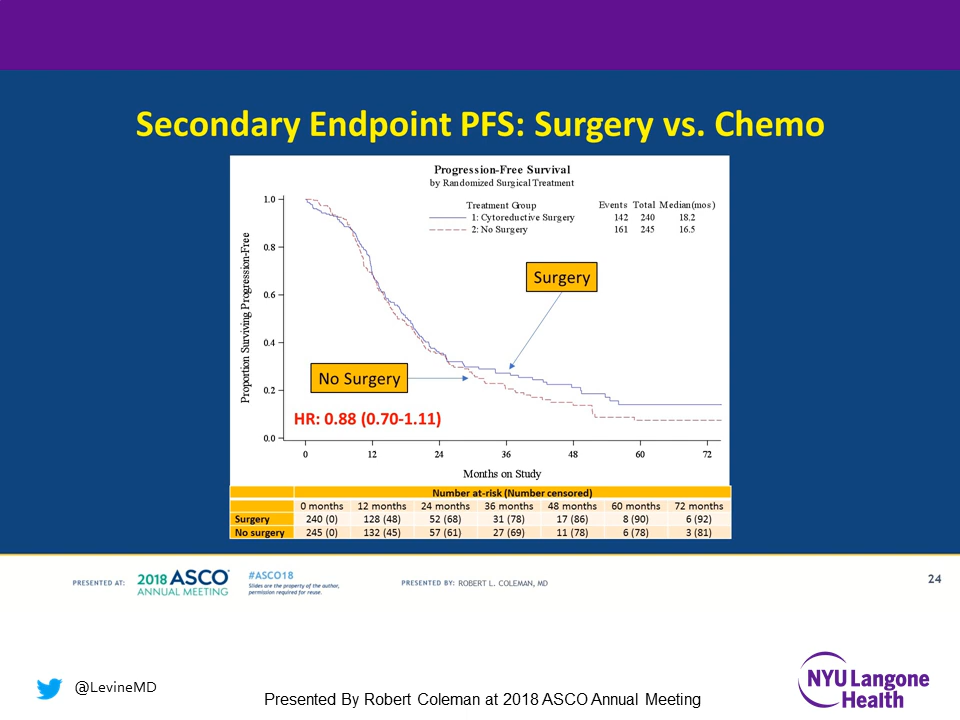 Secondary Endpoint PFS: Surgery vs. Chemo
Progression-Free Survival
by Randomized Surgical Treatment
Treatment Group Events Total Median(mos)
1: Cytoreductive Surgery 142 240 18.2
2: No Surgery 161 245 16.5
1.0
0.8
0.6
0.4
0.2
0.0
Proportion Surviving Progression-Free
Surgery
No Surgery
HR: 0.88 (0.70-1.11)
0 12 24 36 48 60 72
Months on Study
Number at-risk (Number censored)
0 months 12 months 24 months 36 months 48 months 60 months 72 months
Surgery 240 (0) 128 (48) 52 (68) 31 (78) 17 (86) 8 (90) 6 (92)
No surgery 245 (0) 132 (45) 57 (61) 27 (69) 11 (78) 6 (78) 3 (81)
PRESENTED AT: 2018 ASCO
ANNUAL MEETING
#ASCO18
Slides are the property of the author,
permission required for reuse.
PRESENTED BY: ROBERT L. COLEMAN, MD
24
@LevineMD
Presented By Robert Coleman at 2018 ASCO Annual Meeting
NYU Langone
Health